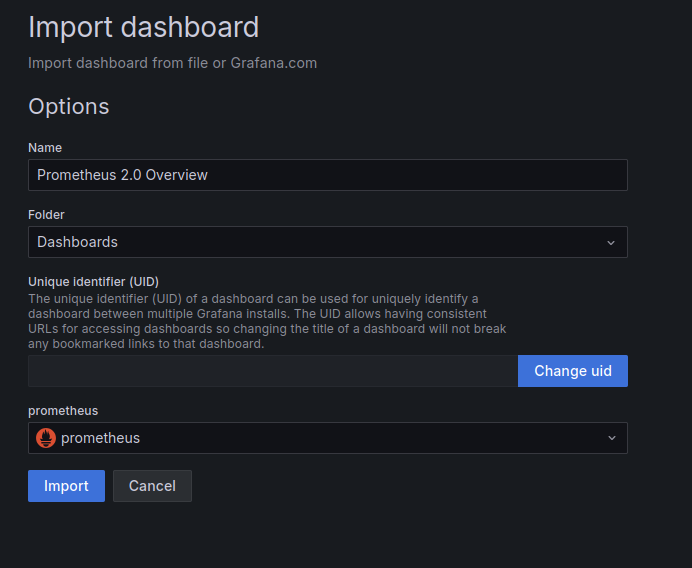 Import dashboard
Import dashboard from file or Grafana.com
Options
Name
Prometheus 2.0 Overview
Folder
Dashboards
Unique identifier (UID)
The unique identifier (UID) of a dashboard can be used for uniquely identify a
dashboard between multiple Grafana installs. The UID allows having consistent
URLs for accessing dashboards so changing the title of a dashboard will not break
any bookmarked links to that dashboard.
Change uid
prometheus
prometheus
Import Cancel